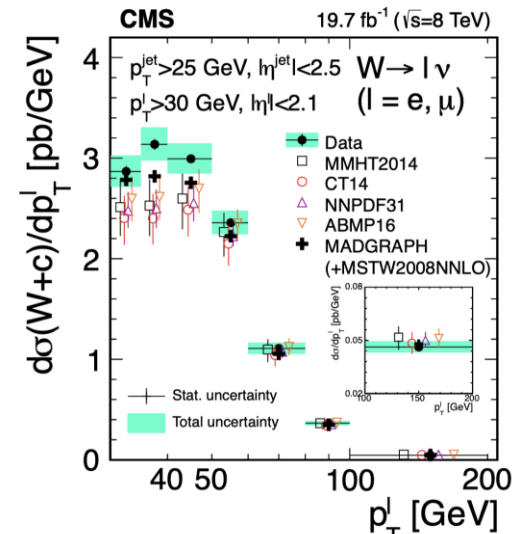 CMS 19.7 fb⁻¹ (√s=8 TeV)
p_T^jet>25 GeV, |η^jet|<2.5 W→ l ν
p_T^l>30 GeV, |η^l|<2.1 (l = e, μ)
Data
MMHT2014
CT14
NNPDF31
ABMP16
MADGRAPH
(+MSTW2008NNLO)
dσ(W+c)/dp_T^l [pb/GeV]
4
3
2
1
0
dσ/dp_T^l [pb/GeV]
0.08
0.05
0.02
100 150 200
p_T^l [GeV]
Stat. uncertainty
Total uncertainty
40 50 100 200
p_T^l [GeV]